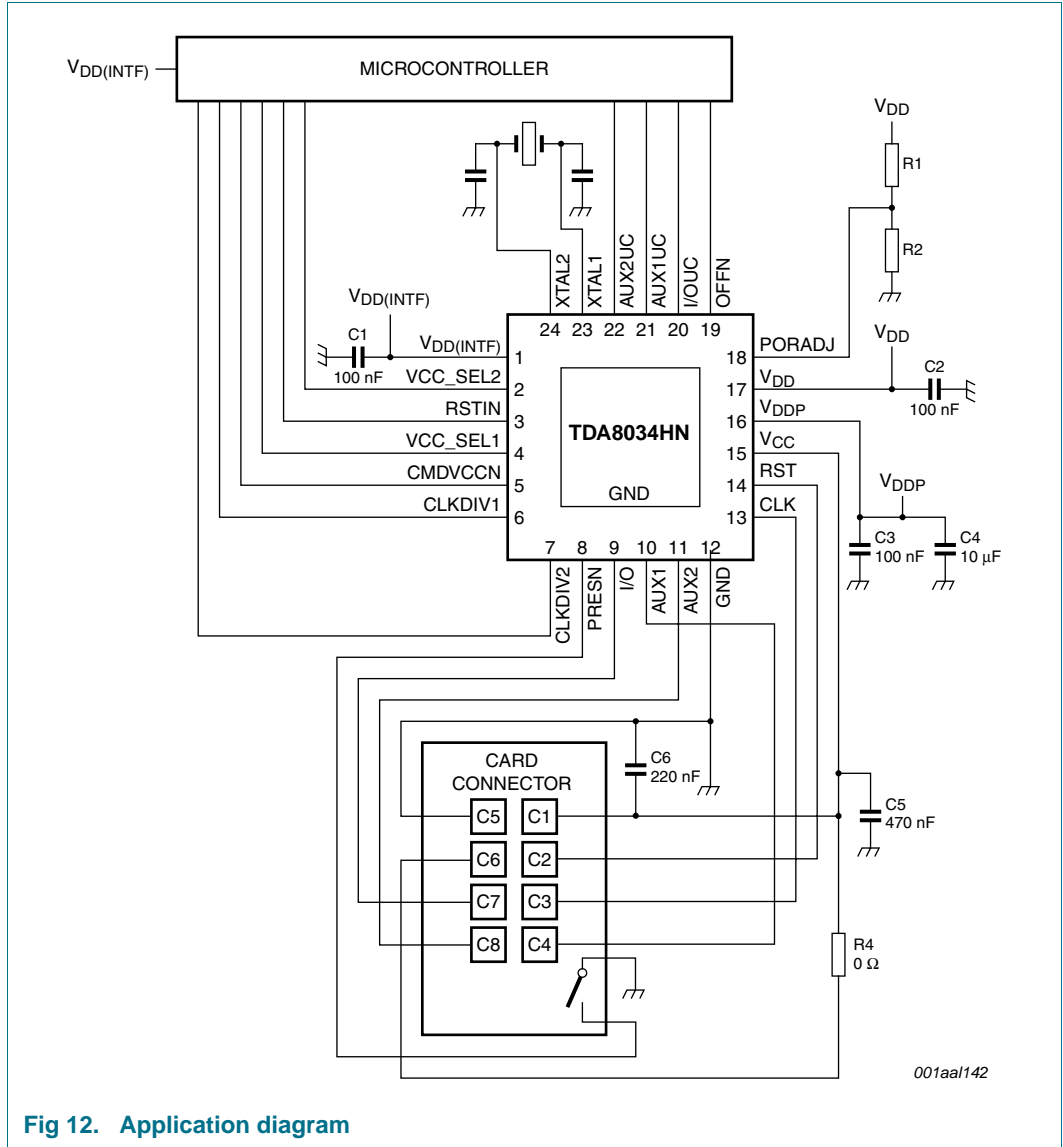 MICROCONTROLLER
VDD(INTF)
VDD
R1
R2
XTAL2
XTAL1
AUX2UC
AUX1UC
I/OUC
OFFN
VDD(INTF)
C1
100 nF
VDD(INTF)
VCC_SEL2
RSTIN
VCC_SEL1
CMDVCCN
CLKDIV1
24 23 22 21 20 19
1
2
3
4
5
6
TDA8034HN
GND
18
17
16
15
14
13
PORADJ
VDD
VDDP
VCC
RST
CLK
VDD
C2
100 nF
VDDP
C3
100 nF
C4
10 μF
7 8 9 10 11 12
CLKDIV2
PRESN
I/O
AUX1
AUX2
GND
CARD
CONNECTOR
C6
220 nF
C5 C1
C6 C2
C7 C3
C8 C4
C5
470 nF
R4
0 Ω
001aal142
Fig 12. Application diagram